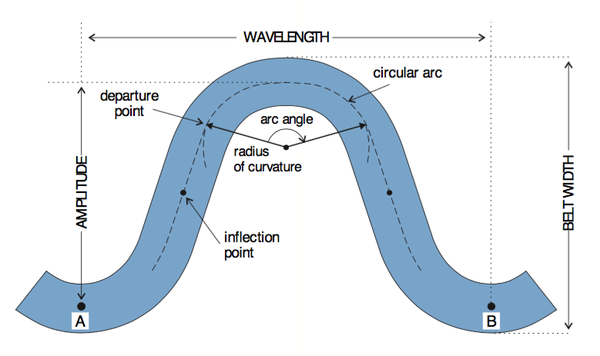 WAVELENGTH
circular arc
departure
point
arc angle
radius
of curvature
AMPLITUDE
BELT WIDTH
inflection
point
A
B